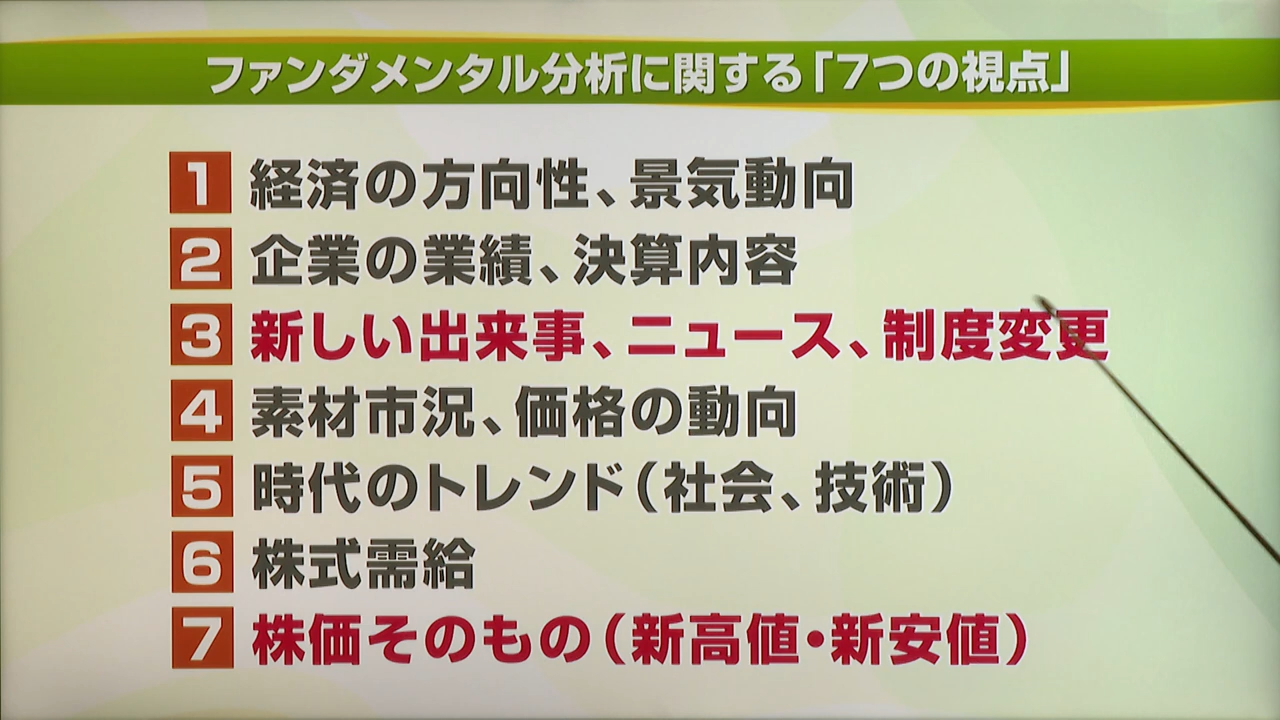 ファンダメンタル分析に関する「7つの視点」
1 経済の方向性、景気動向
2 企業の業績、決算内容
3 新しい出来事、ニュース、制度変更
4 素材市況、価格の動向
5 時代のトレンド（社会、技術）
6 株式需給
7 株価そのもの（新高値・新安値）